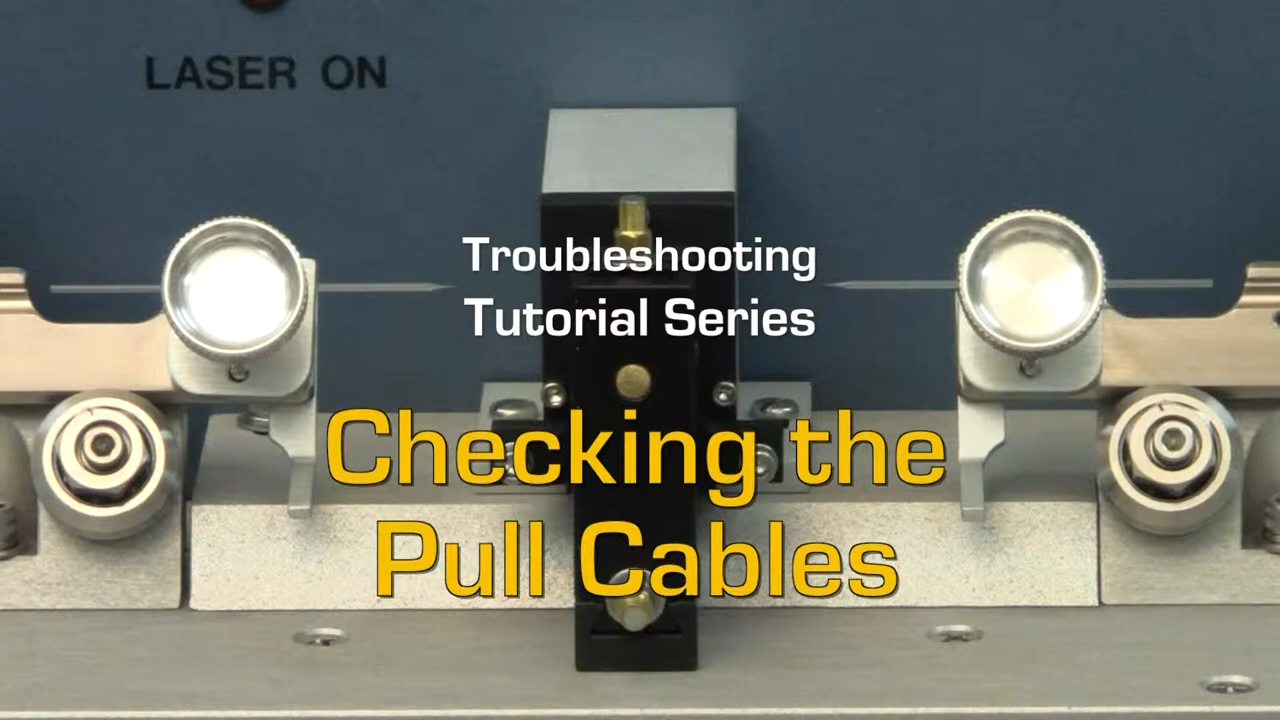 LASER ON
Troubleshooting
Tutorial Series
Checking the
Pull Cables